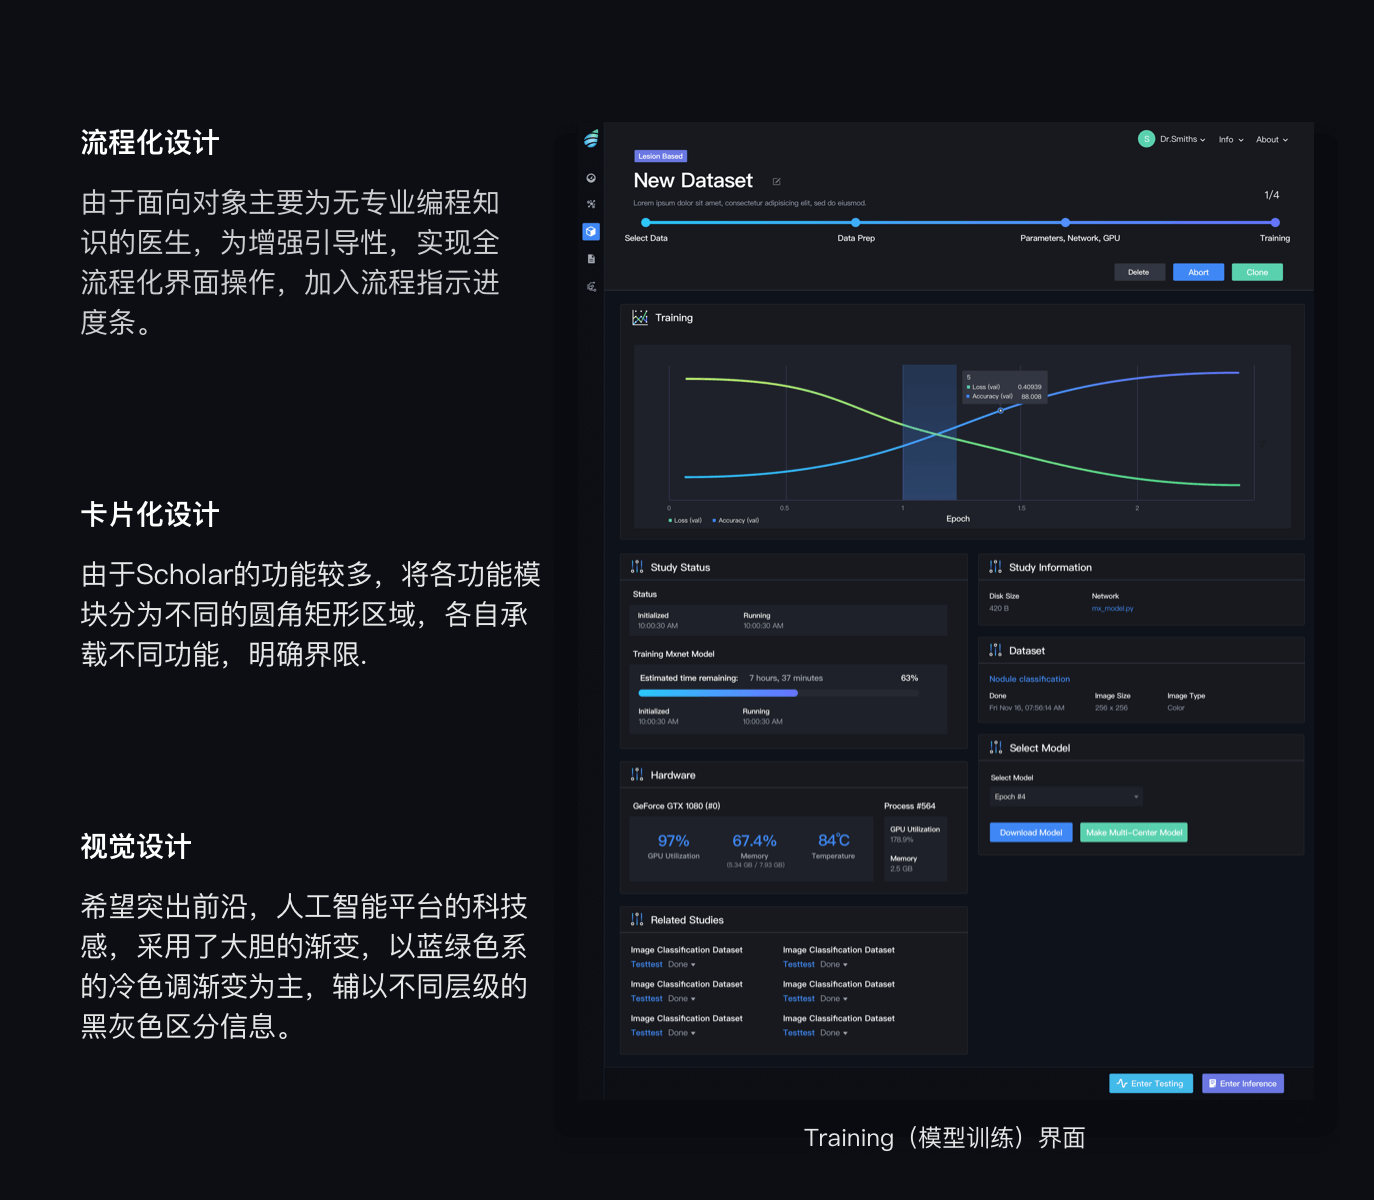 流程化设计
由于面向对象主要为无专业编程知
识的医生，为增强引导性，实现全
流程化界面操作，加入流程指示进
度条。
卡片化设计
由于Scholar的功能较多，将各功能模
块分为不同的圆角矩形区域，各自承
载不同功能，明确界限.
视觉设计
希望突出前沿，人工智能平台的科技
感，采用了大胆的渐变，以蓝绿色系
的冷色调渐变为主，辅以不同层级的
黑灰色区分信息。
S Dr.Smiths Info About
Lesion Based
New Dataset
1/4
Lorem ipsum dolor sit amet, consectetur adipisicing elit, sed do eiusmod.
Select Data Data Prep Parameters, Network, GPU Training
Delete Abort Clone
Training
5
Loss (val) 0.40939
Accuracy (val) 88.008
0 0.5 1 1.5 2
Loss (val) Accuracy (val)
Epoch
Study Status
Status
Initialized Running
10:00:30 AM 10:00:30 AM
Training Mxnet Model
Estimated time remaining: 7 hours, 37 minutes 63%
Initialized Running
10:00:30 AM 10:00:30 AM
Hardware
GeForce GTX 1080 (#0) Process #564
97% 67.4% 84℃
GPU Utilization Memory Temperature
(5.34 GB / 7.93 GB)
GPU Utilization
178.9%
Memory
2.5 GB
Related Studies
Image Classification Dataset Image Classification Dataset
Testtest Done Testtest Done
Image Classification Dataset Image Classification Dataset
Testtest Done Testtest Done
Image Classification Dataset Image Classification Dataset
Testtest Done Testtest Done
Study Information
Disk Size Network
420 B mx_model.py
Dataset
Nodule classification
Done Image Size Image Type
Fri Nov 16, 07:56:14 AM 256 x 256 Color
Select Model
Select Model
Epoch #4
Download Model Make Multi-Center Model
Enter Testing Enter Inference
Training（模型训练）界面